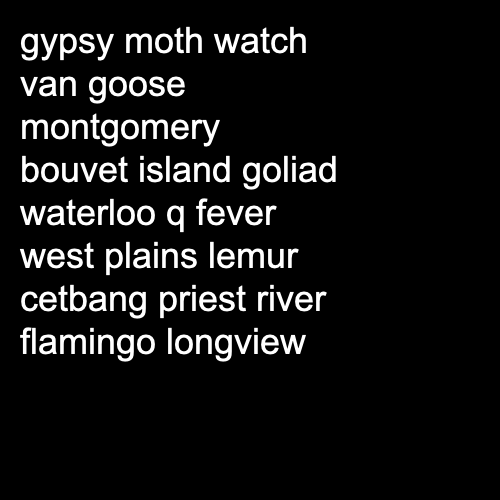 gypsy moth watch
van goose
montgomery
bouvet island goliad
waterloo q fever
west plains lemur
cetbang priest river
flamingo longview